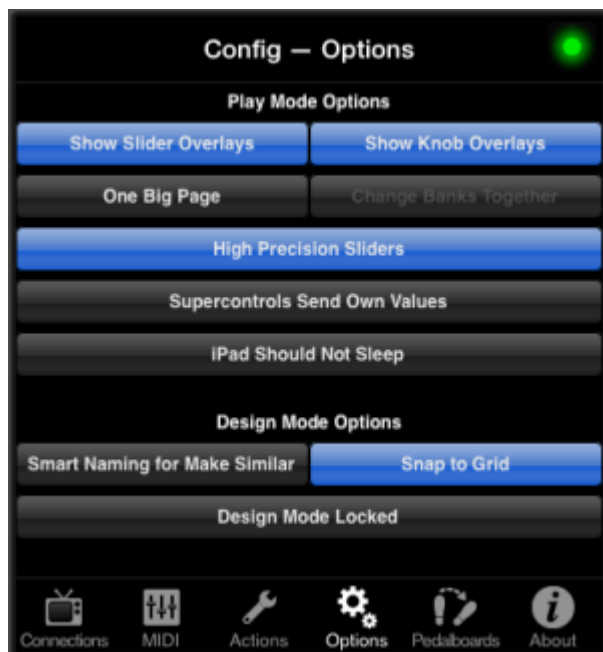 Config — Options
Play Mode Options
Show Slider Overlays Show Knob Overlays
One Big Page Change Banks Together
High Precision Sliders
Supercontrols Send Own Values
iPad Should Not Sleep
Design Mode Options
Smart Naming for Make Similar Snap to Grid
Design Mode Locked
Connections MIDI Actions Options Pedalboards About